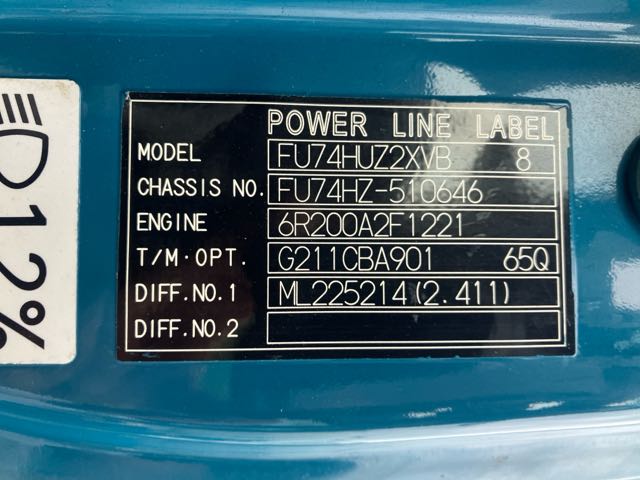 POWER LINE LABEL
MODEL FU74HUZ2XVB 8
CHASSIS NO. FU74HZ-510646
ENGINE 6R200A2F1221
T/M·OPT. G211CBA901 65Q
DIFF.NO.1 ML225214(2.411)
DIFF.NO.2
12%